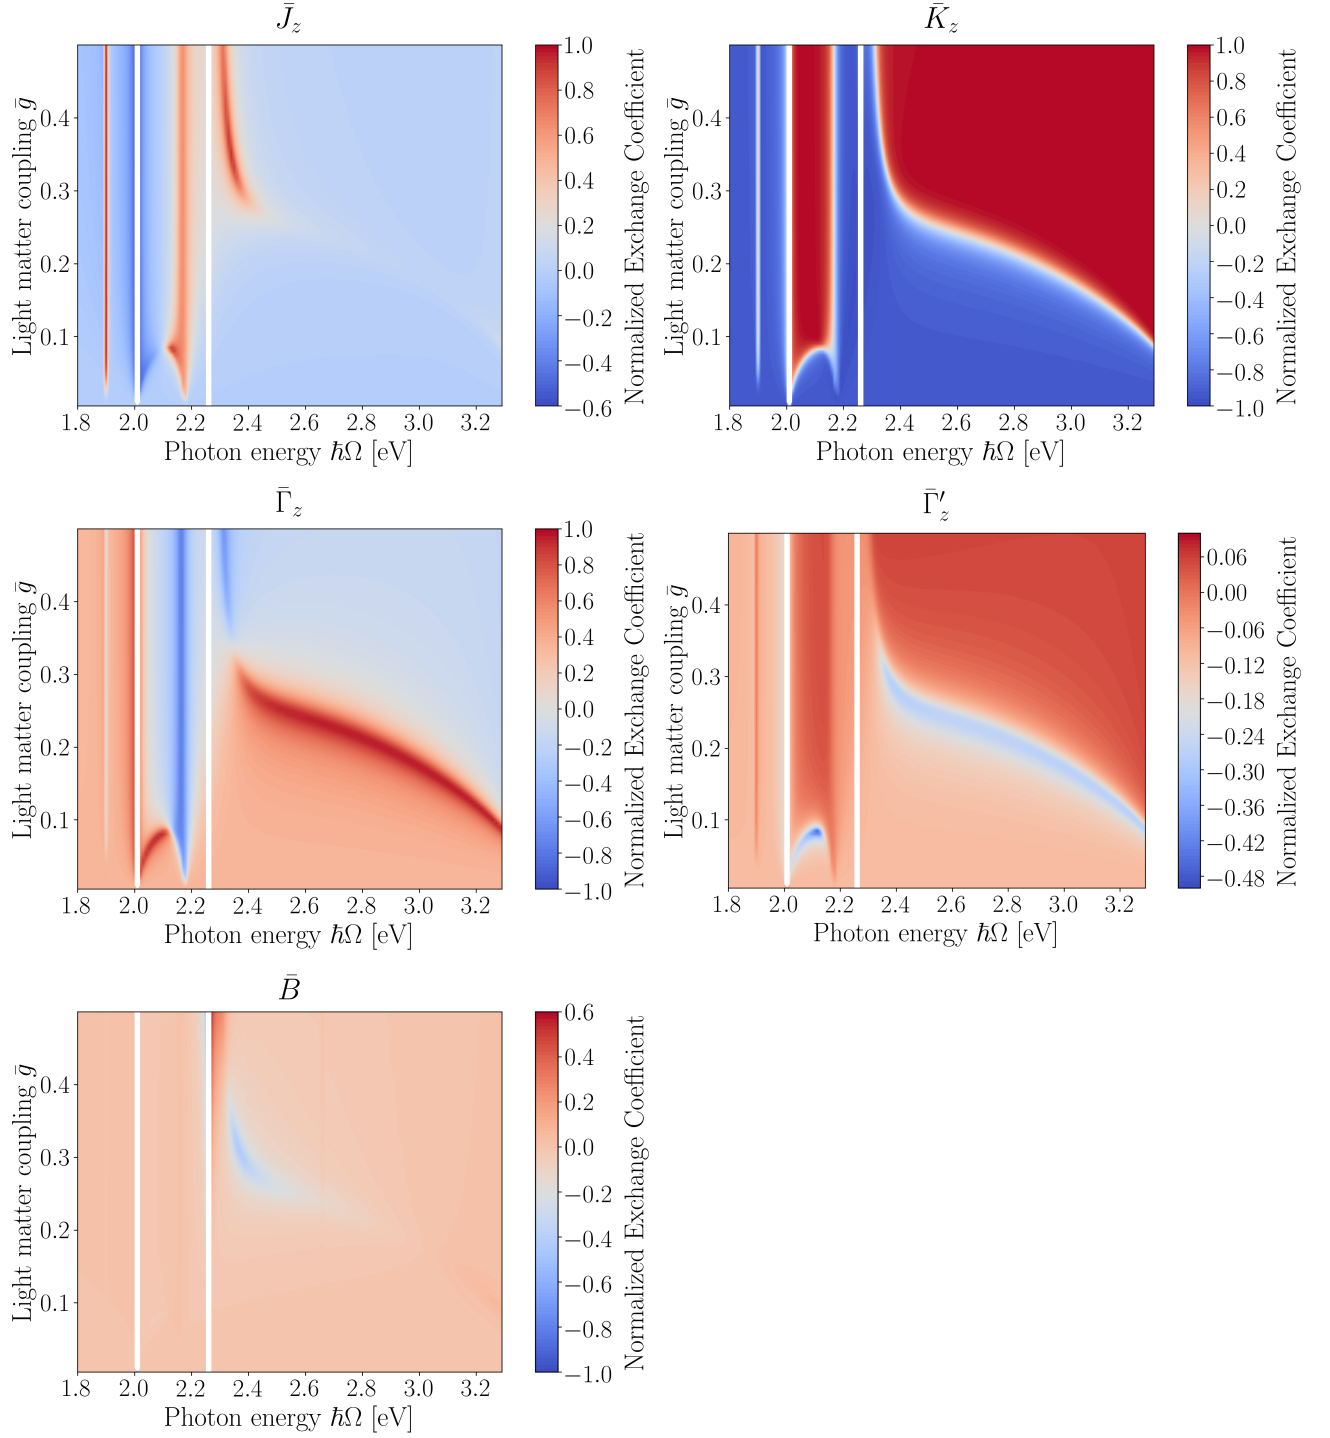 J̄z
Light matter coupling ḡ
0.4
0.3
0.2
0.1
1.8 2.0 2.2 2.4 2.6 2.8 3.0 3.2
Photon energy ℏΩ [eV]
1.0
0.8
0.6
0.4
0.2
0.0
−0.2
−0.4
−0.6
Normalized Exchange Coefficient
K̄z
Light matter coupling ḡ
0.4
0.3
0.2
0.1
1.8 2.0 2.2 2.4 2.6 2.8 3.0 3.2
Photon energy ℏΩ [eV]
1.0
0.8
0.6
0.4
0.2
0.0
−0.2
−0.4
−0.6
−0.8
−1.0
Normalized Exchange Coefficient
Γ̄z
Light matter coupling ḡ
0.4
0.3
0.2
0.1
1.8 2.0 2.2 2.4 2.6 2.8 3.0 3.2
Photon energy ℏΩ [eV]
1.0
0.8
0.6
0.4
0.2
0.0
−0.2
−0.4
−0.6
−0.8
−1.0
Normalized Exchange Coefficient
Γ̄′z
Light matter coupling ḡ
0.4
0.3
0.2
0.1
1.8 2.0 2.2 2.4 2.6 2.8 3.0 3.2
Photon energy ℏΩ [eV]
0.06
0.00
−0.06
−0.12
−0.18
−0.24
−0.30
−0.36
−0.42
−0.48
Normalized Exchange Coefficient
B̄
Light matter coupling ḡ
0.4
0.3
0.2
0.1
1.8 2.0 2.2 2.4 2.6 2.8 3.0 3.2
Photon energy ℏΩ [eV]
0.6
0.4
0.2
0.0
−0.2
−0.4
−0.6
−0.8
−1.0
Normalized Exchange Coefficient